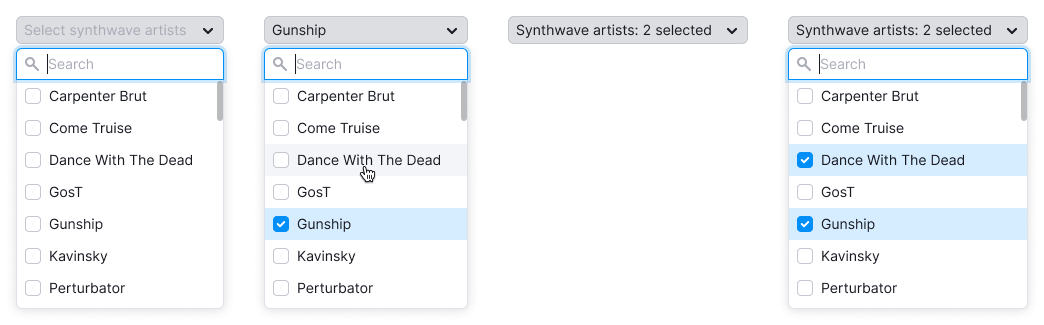 Select synthwave artists
Search
Carpenter Brut
Come Truise
Dance With The Dead
GosT
Gunship
Kavinsky
Perturbator
Gunship
Search
Carpenter Brut
Come Truise
Dance With The Dead
GosT
Gunship
Kavinsky
Perturbator
Synthwave artists: 2 selected
Synthwave artists: 2 selected
Search
Carpenter Brut
Come Truise
Dance With The Dead
GosT
Gunship
Kavinsky
Perturbator